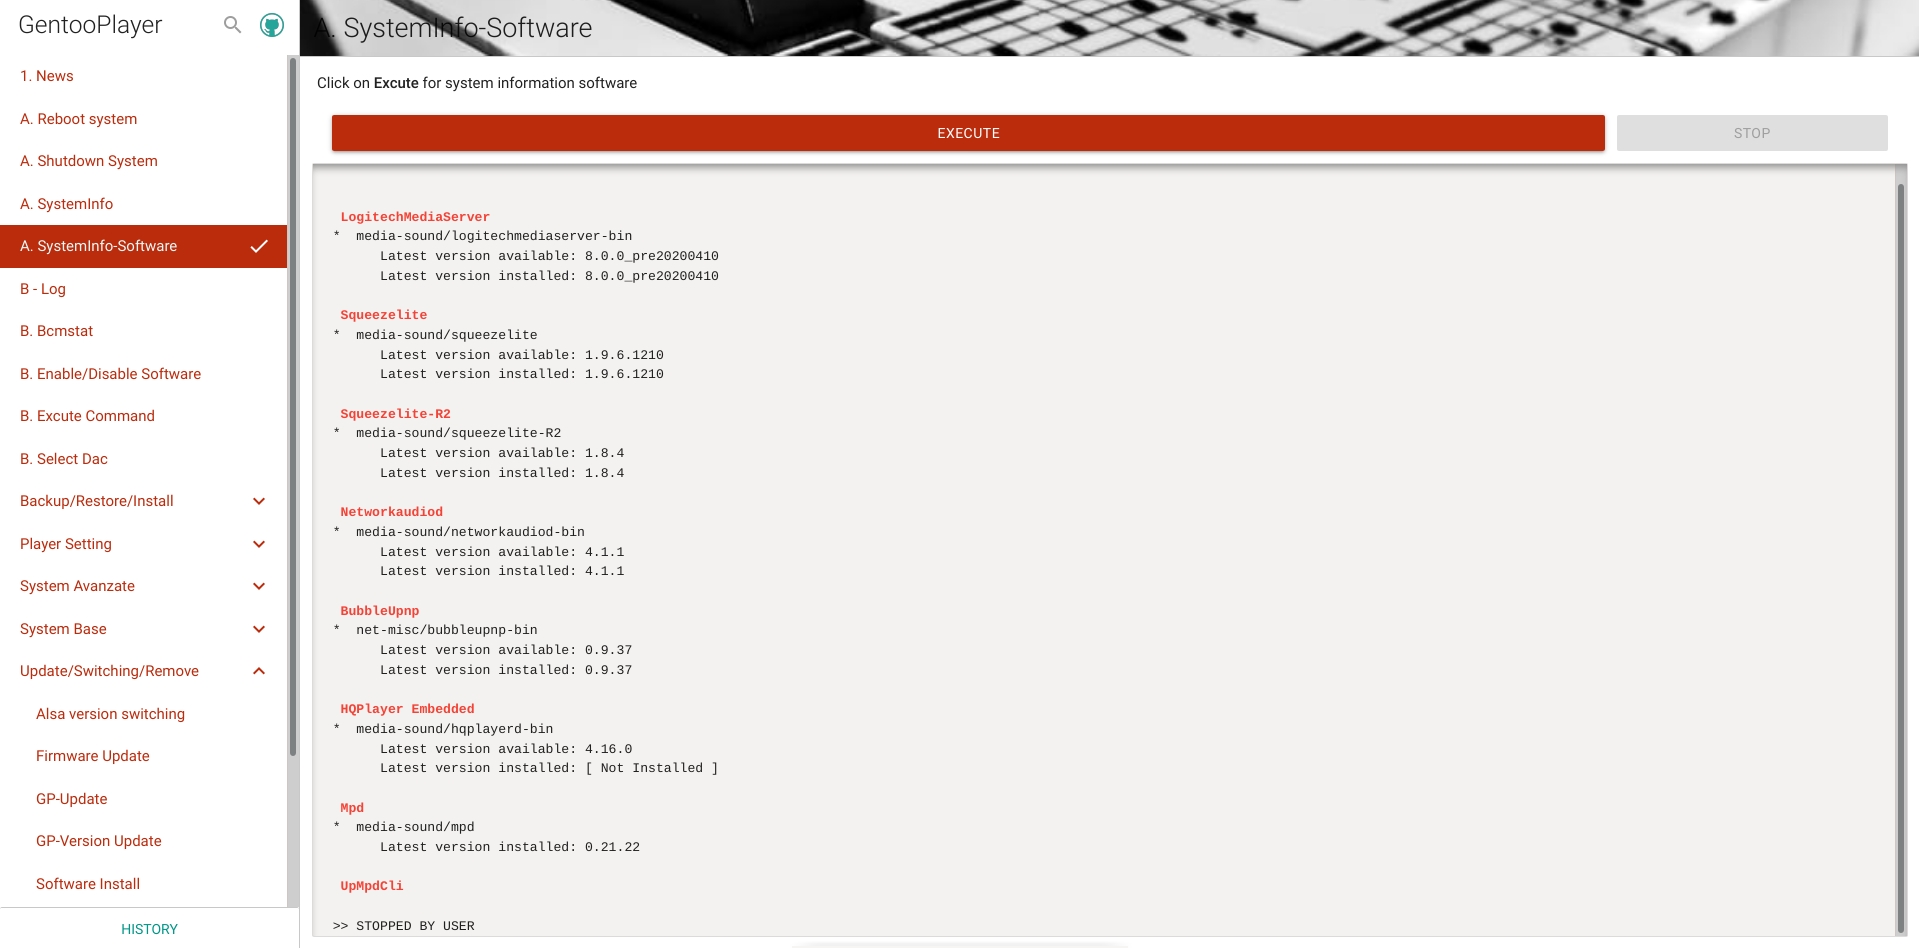 GentooPlayer
A. SystemInfo-Software
1. News
A. Reboot system
A. Shutdown System
A. SystemInfo
A. SystemInfo-Software
B - Log
B. Bcmstat
B. Enable/Disable Software
B. Excute Command
B. Select Dac
Backup/Restore/Install
Player Setting
System Avanzate
System Base
Update/Switching/Remove
Alsa version switching
Firmware Update
GP-Update
GP-Version Update
Software Install
HISTORY
Click on Excute for system information software
EXECUTE
STOP
LogitechMediaServer
* media-sound/logitechmediaserver-bin
Latest version available: 8.0.0_pre20200410
Latest version installed: 8.0.0_pre20200410
Squeezelite
* media-sound/squeezelite
Latest version available: 1.9.6.1210
Latest version installed: 1.9.6.1210
Squeezelite-R2
* media-sound/squeezelite-R2
Latest version available: 1.8.4
Latest version installed: 1.8.4
Networkaudiod
* media-sound/networkaudiod-bin
Latest version available: 4.1.1
Latest version installed: 4.1.1
BubbleUpnp
* net-misc/bubbleupnp-bin
Latest version available: 0.9.37
Latest version installed: 0.9.37
HQPlayer Embedded
* media-sound/hqplayerd-bin
Latest version available: 4.16.0
Latest version installed: [ Not Installed ]
Mpd
* media-sound/mpd
Latest version installed: 0.21.22
UpMpdCli
>> STOPPED BY USER